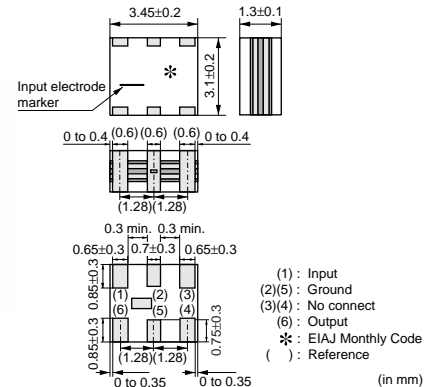 3.45±0.2
1.3±0.1
3.1±0.2
Input electrode
marker
0 to 0.4 (0.6) (0.6) (0.6) 0 to 0.4
(1.28)(1.28)
0.3 min. 0.3 min.
0.65±0.3 0.7±0.3 0.65±0.3
0.85±0.3
(1) (2) (3)
(6) (5) (4)
0.85±0.3
0.75±0.3
(1.28)(1.28)
0 to 0.35 0 to 0.35
(1) : Input
(2)(5) : Ground
(3)(4) : No connect
(6) : Output
✻ : EIAJ Monthly Code
( ) : Reference
(in mm)